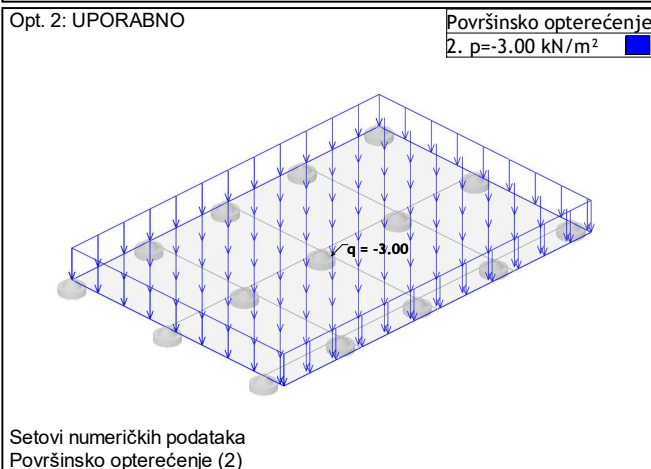 Opt. 2: UPORABNO
Površinsko opterećenje
2. p=-3.00 kN/m²
q = -3.00
Setovi numeričkih podataka
Površinsko opterećenje (2)